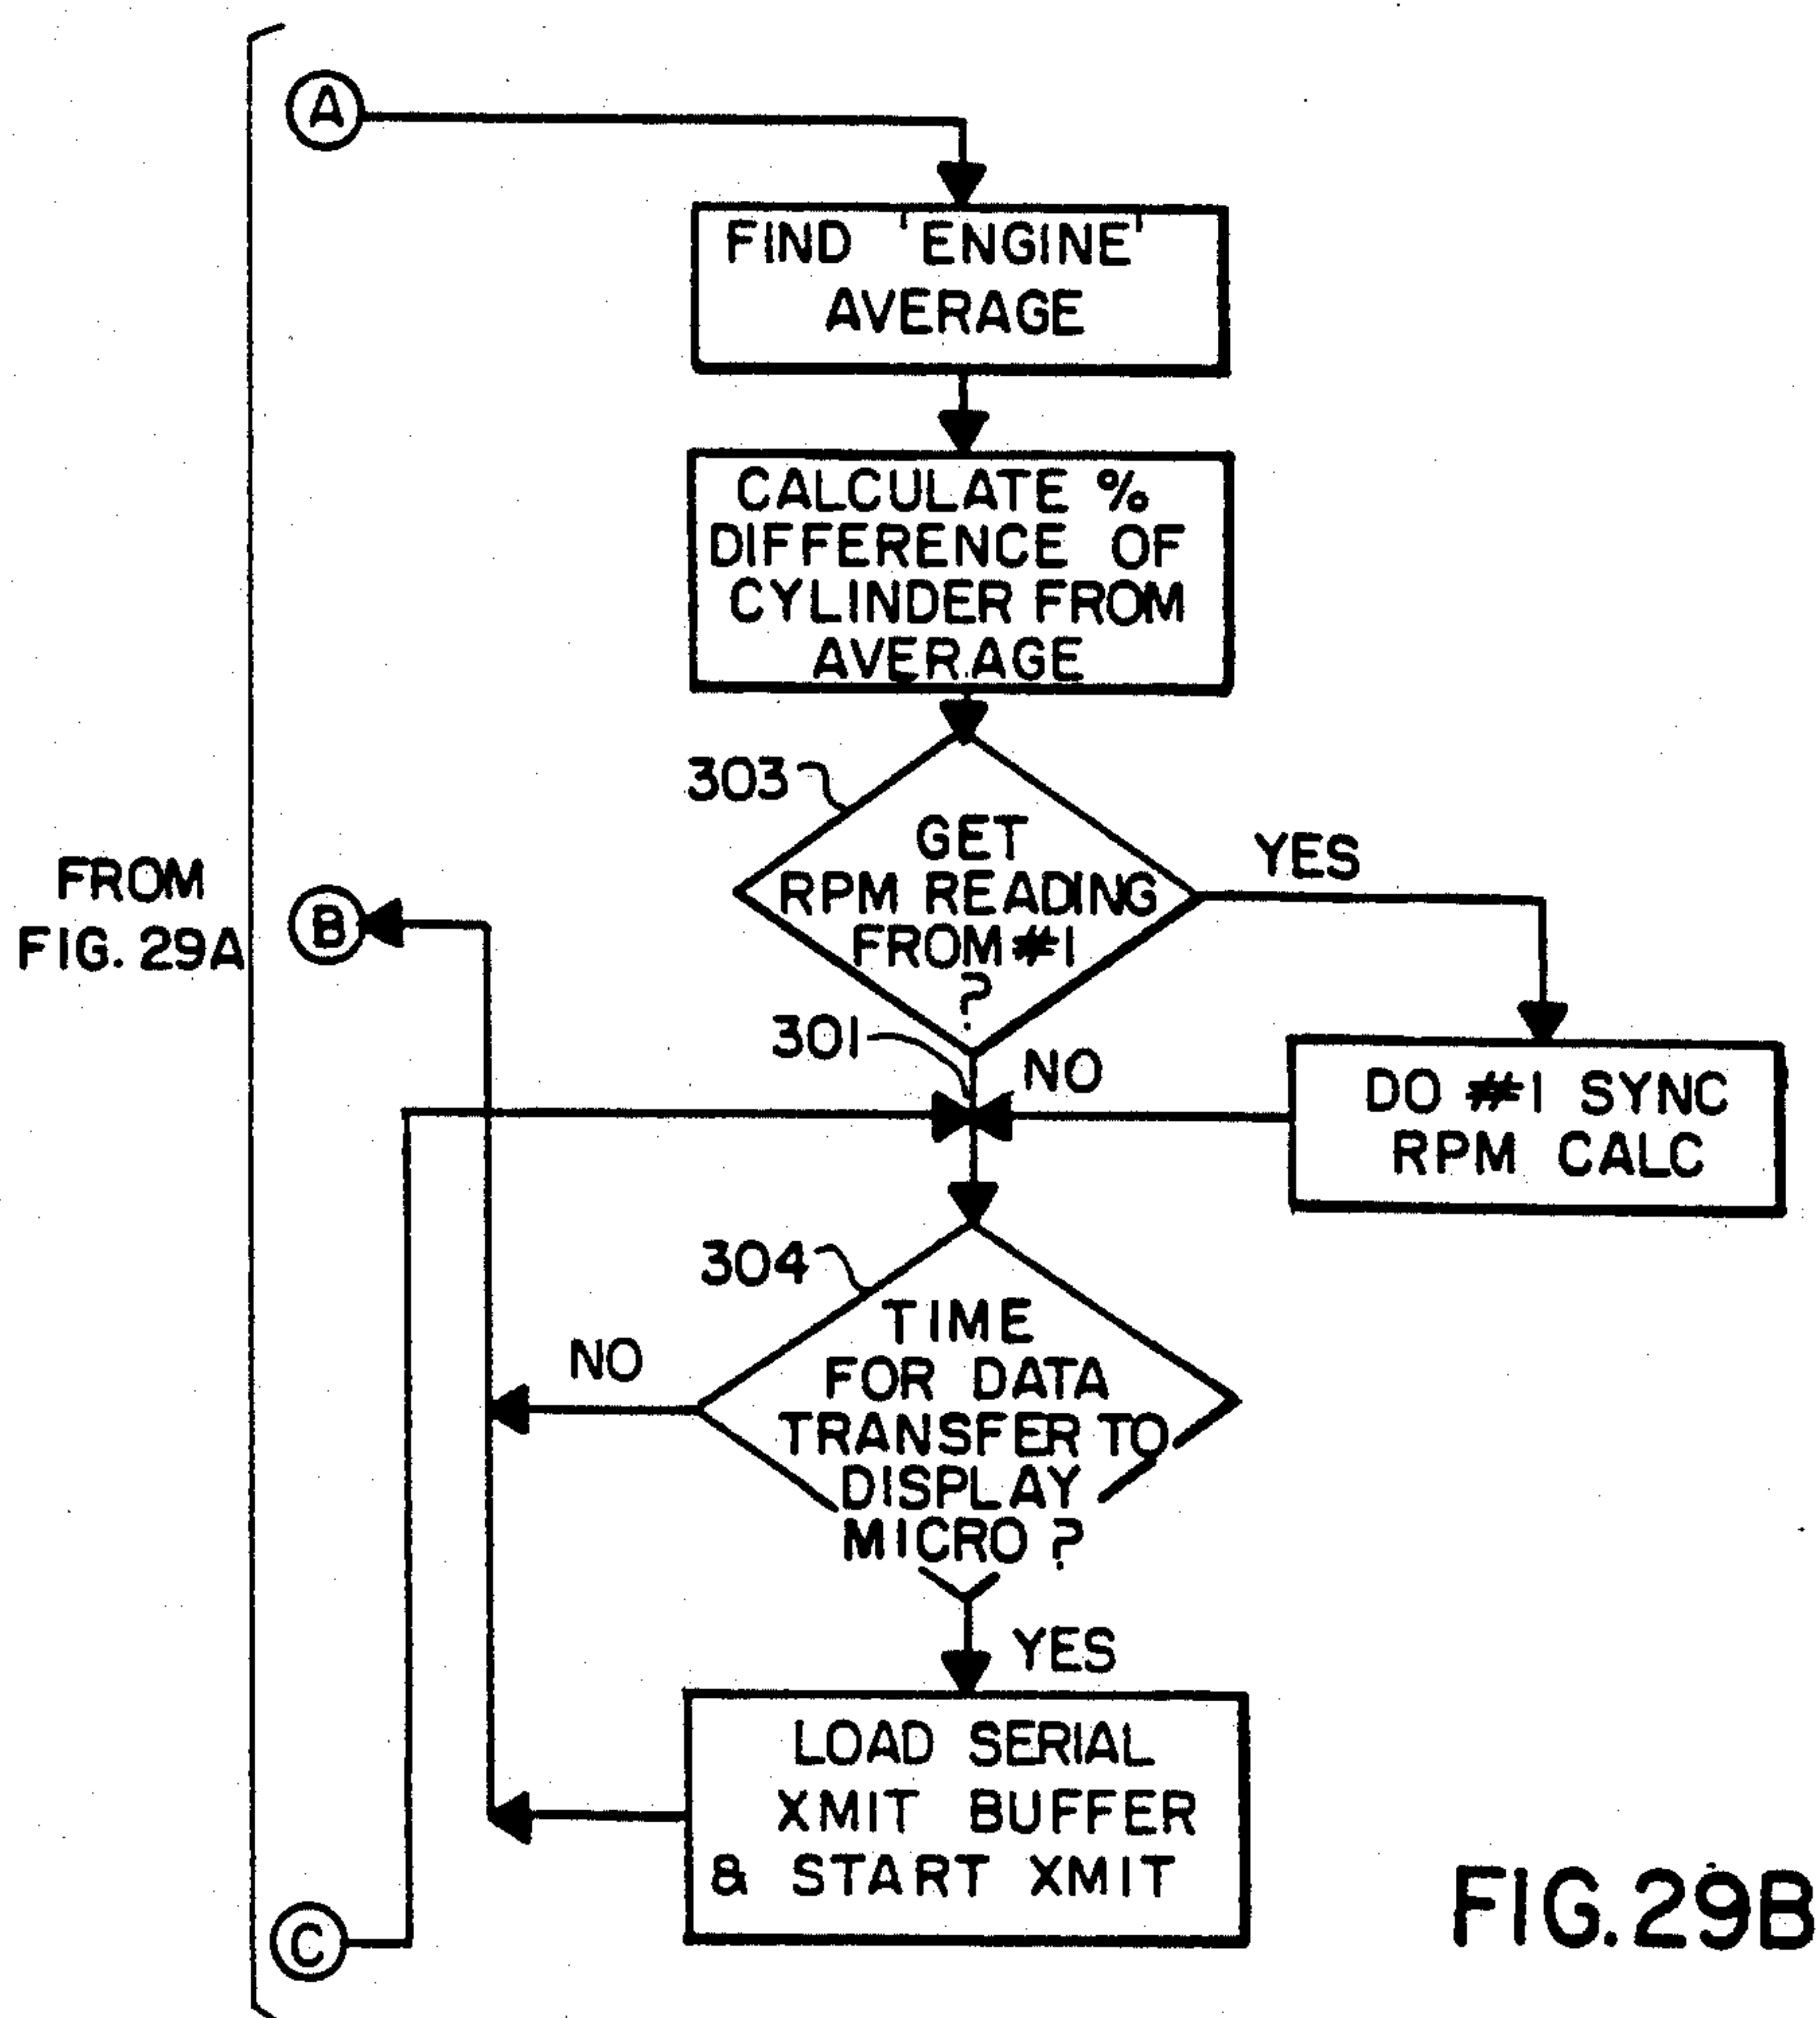 A
FIND 'ENGINE'
AVERAGE
CALCULATE %
DIFFERENCE OF
CYLINDER FROM
AVERAGE
303
GET
RPM READING
FROM #1
?
YES
FROM
FIG. 29A
B
301
NO
DO #1 SYNC
RPM CALC
304
TIME
FOR DATA
TRANSFER TO
DISPLAY
MICRO ?
NO
YES
LOAD SERIAL
XMIT BUFFER
& START XMIT
C
FIG. 29B